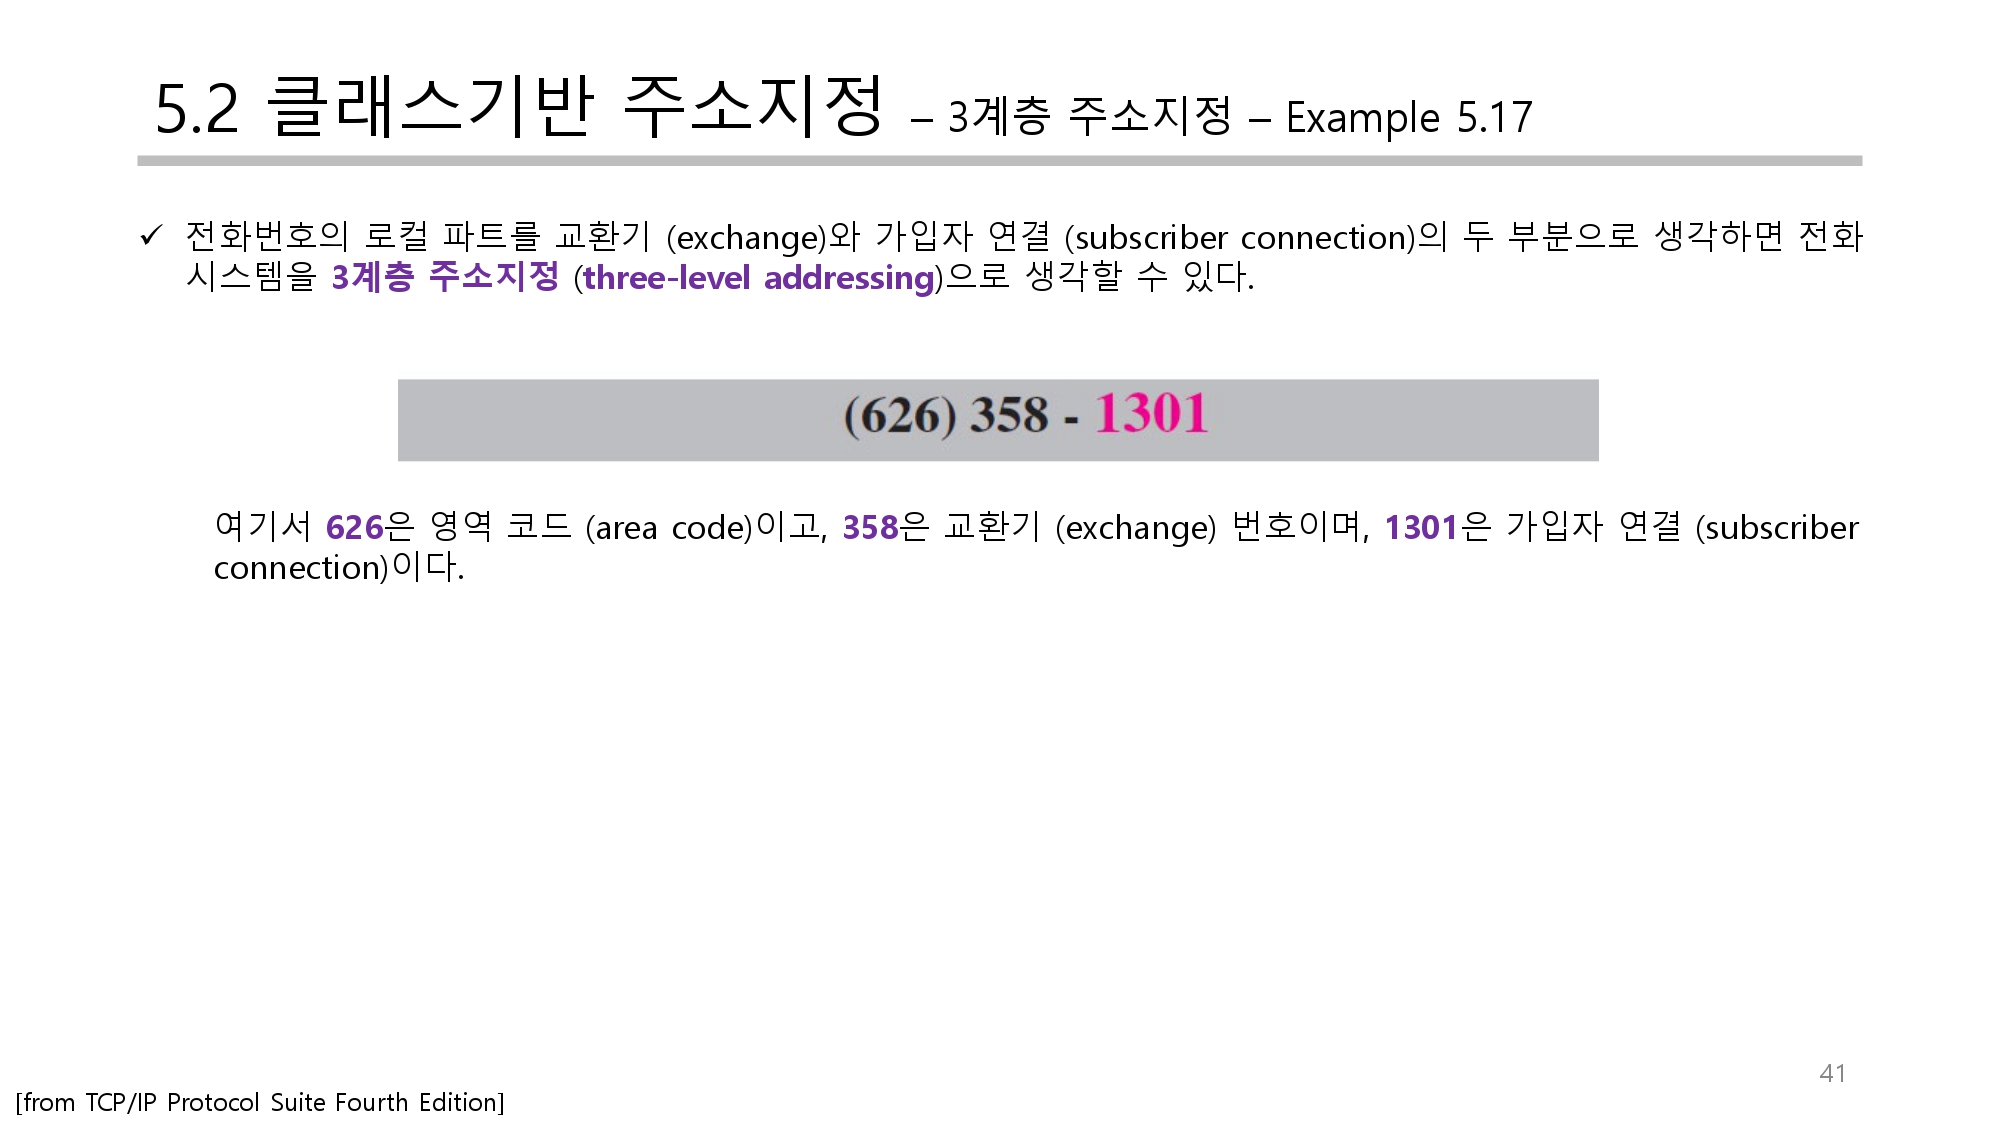 5.2 클래스기반 주소지정 – 3계층 주소지정 – Example 5.17
✓ 전화번호의 로컬 파트를 교환기 (exchange)와 가입자 연결 (subscriber connection)의 두 부분으로 생각하면 전화
시스템을 3계층 주소지정 (three-level addressing)으로 생각할 수 있다.
(626) 358 - 1301
여기서 626은 영역 코드 (area code)이고, 358은 교환기 (exchange) 번호이며, 1301은 가입자 연결 (subscriber
connection)이다.
41
[from TCP/IP Protocol Suite Fourth Edition]